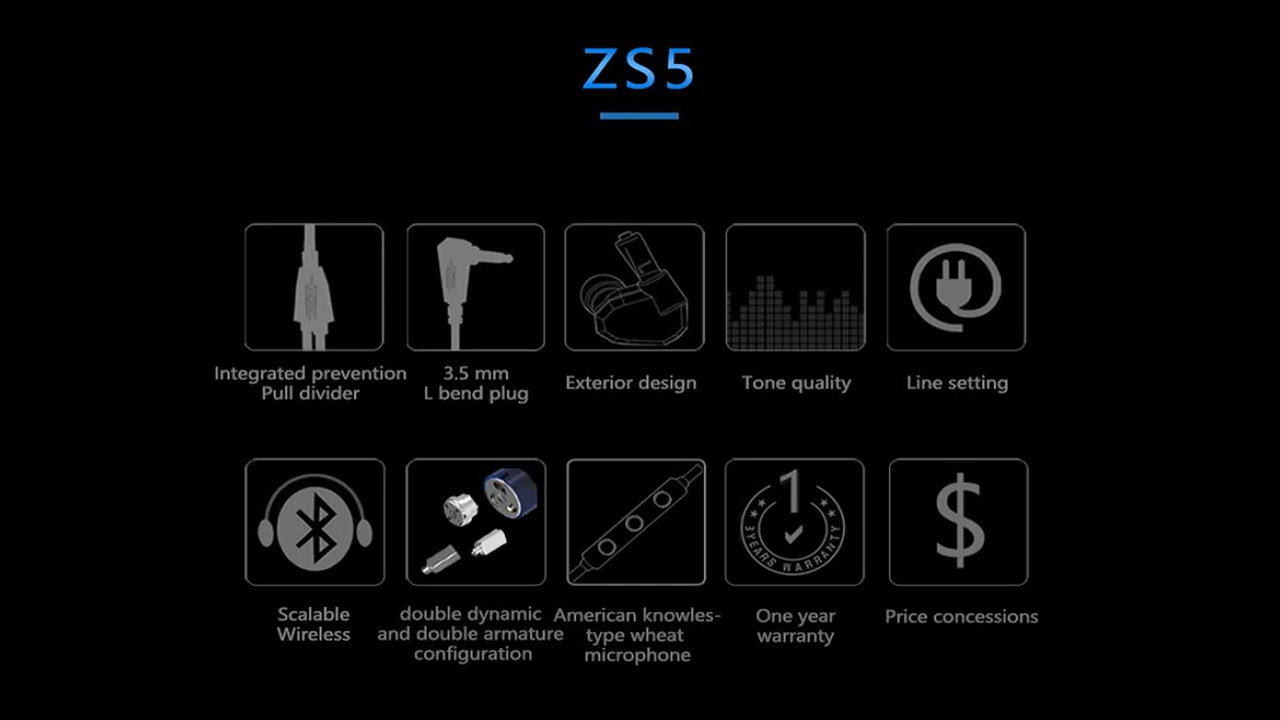 ZS5
Integrated prevention
Pull divider
3.5 mm
L bend plug
Exterior design
Tone quality
Line setting
1
3YEARS WARRANTY
$
Scalable
Wireless
double dynamic
and double armature
configuration
American knowles-
type wheat
microphone
One year
warranty
Price concessions